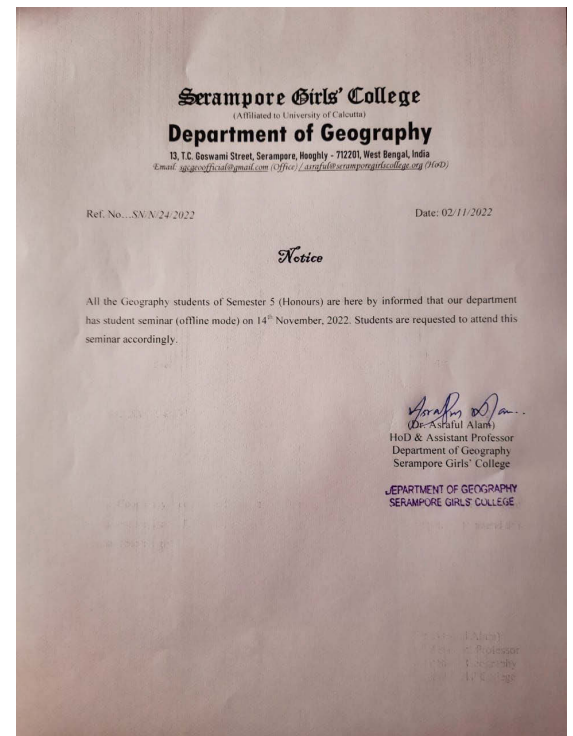 Serampore Girls' College
(Affiliated to University of Calcutta)
Department of Geography
13, T.C. Goswami Street, Serampore, Hooghly - 712201, West Bengal, India
Email: sgcgeoofficial@gmail.com (Office) / asraful@seramporegirlscollege.org (HoD)
Ref. No...SN/N/24/2022
Date: 02/11/2022
Notice
All the Geography students of Semester 5 (Honours) are here by informed that our department
has student seminar (offline mode) on 14th November, 2022. Students are requested to attend this
seminar accordingly.
Asraful Alam
(Dr. Asraful Alam)
HoD & Assistant Professor
Department of Geography
Serampore Girls' College
DEPARTMENT OF GEOGRAPHY
SERAMPORE GIRLS' COLLEGE